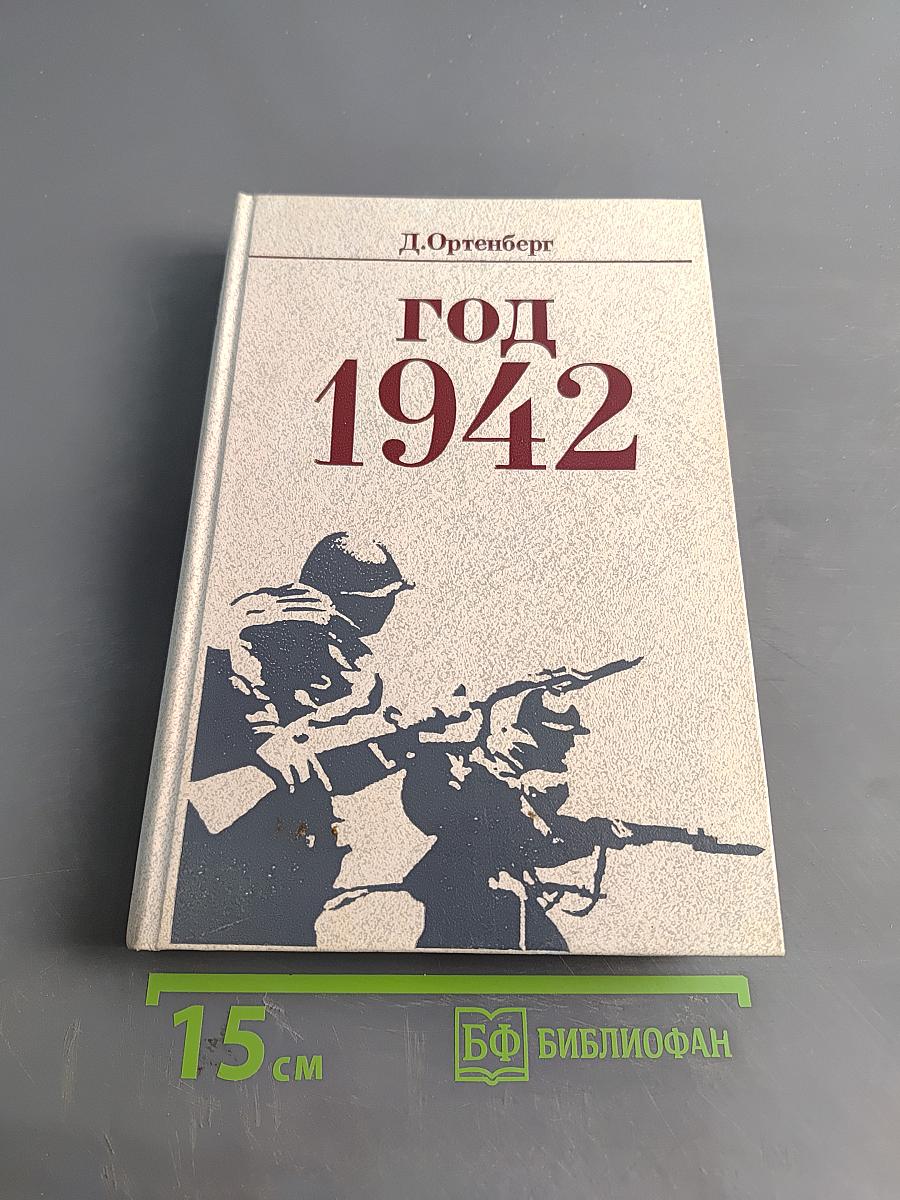 Д.Ортенберг
год
1942
15 см
БФ БИБЛИОФАН